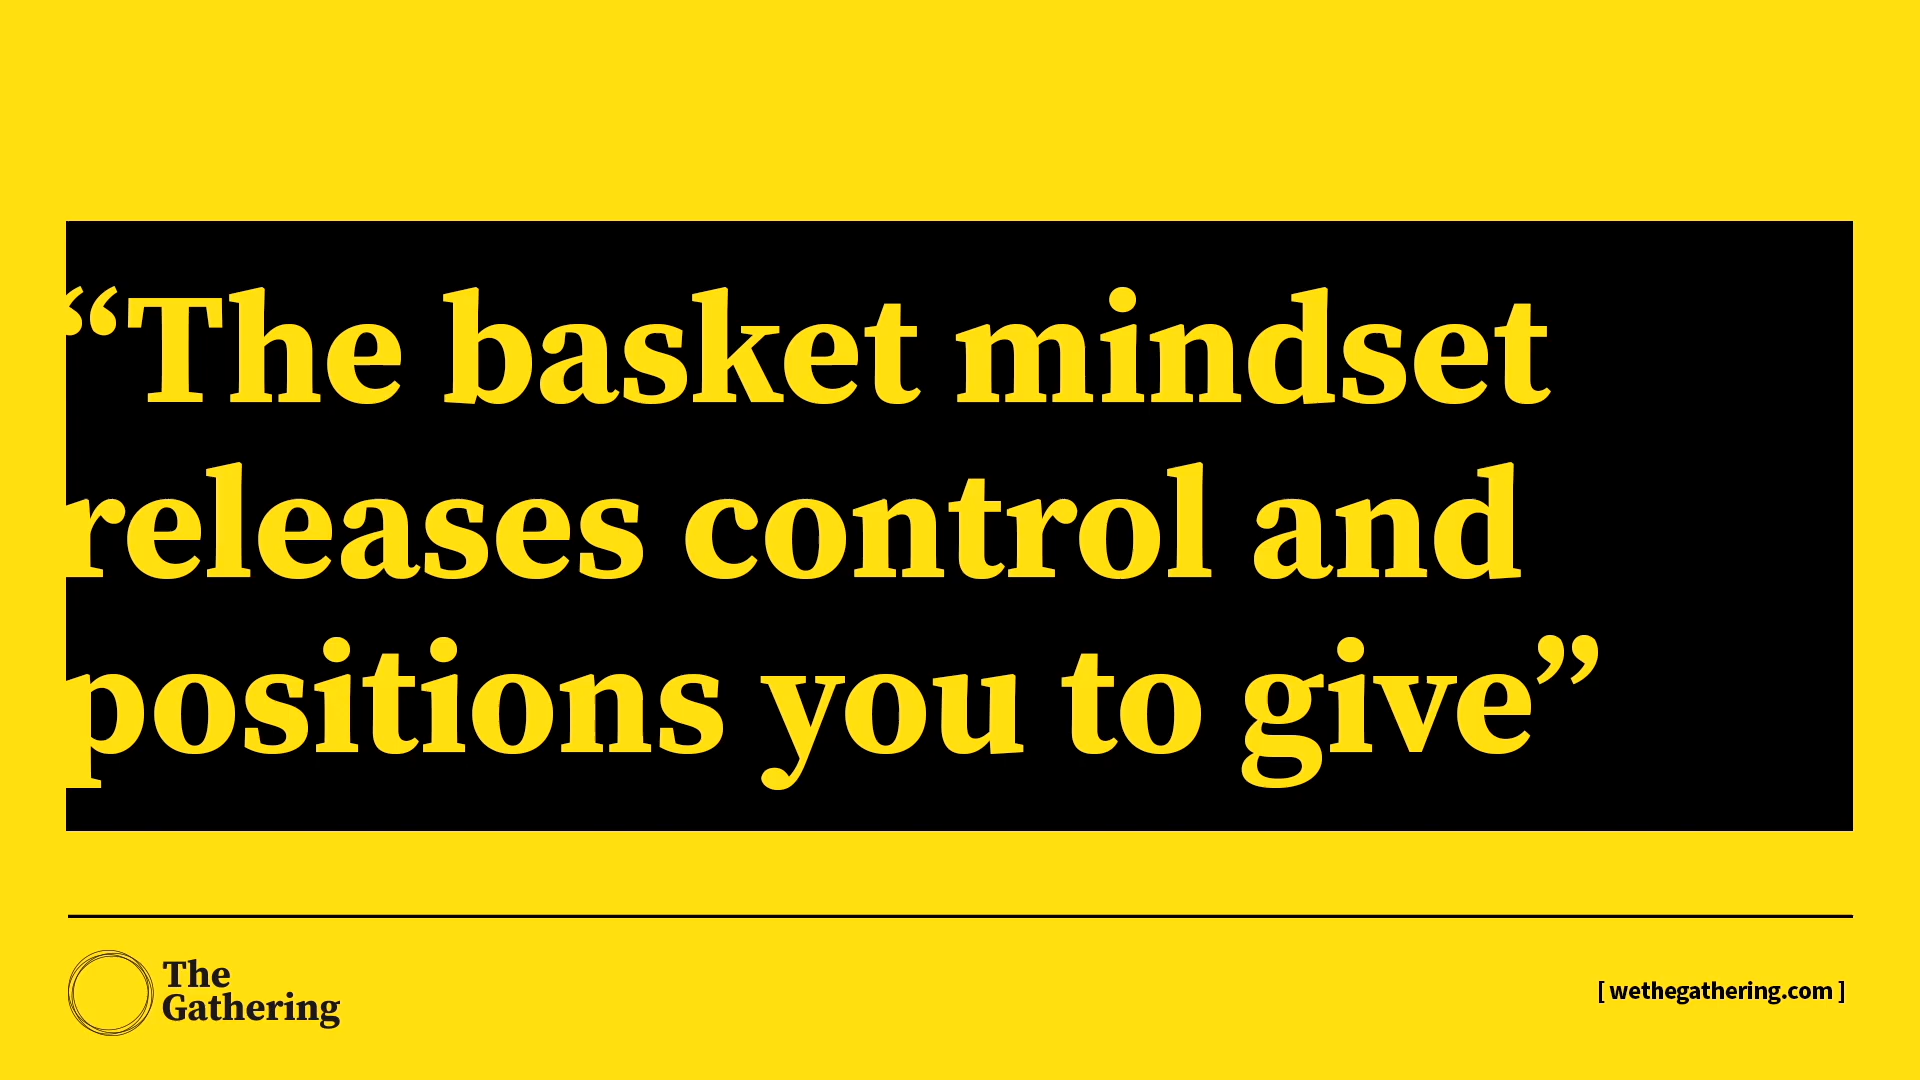 “The basket mindset
releases control and
positions you to give”
The
Gathering
[ wethegathering.com ]